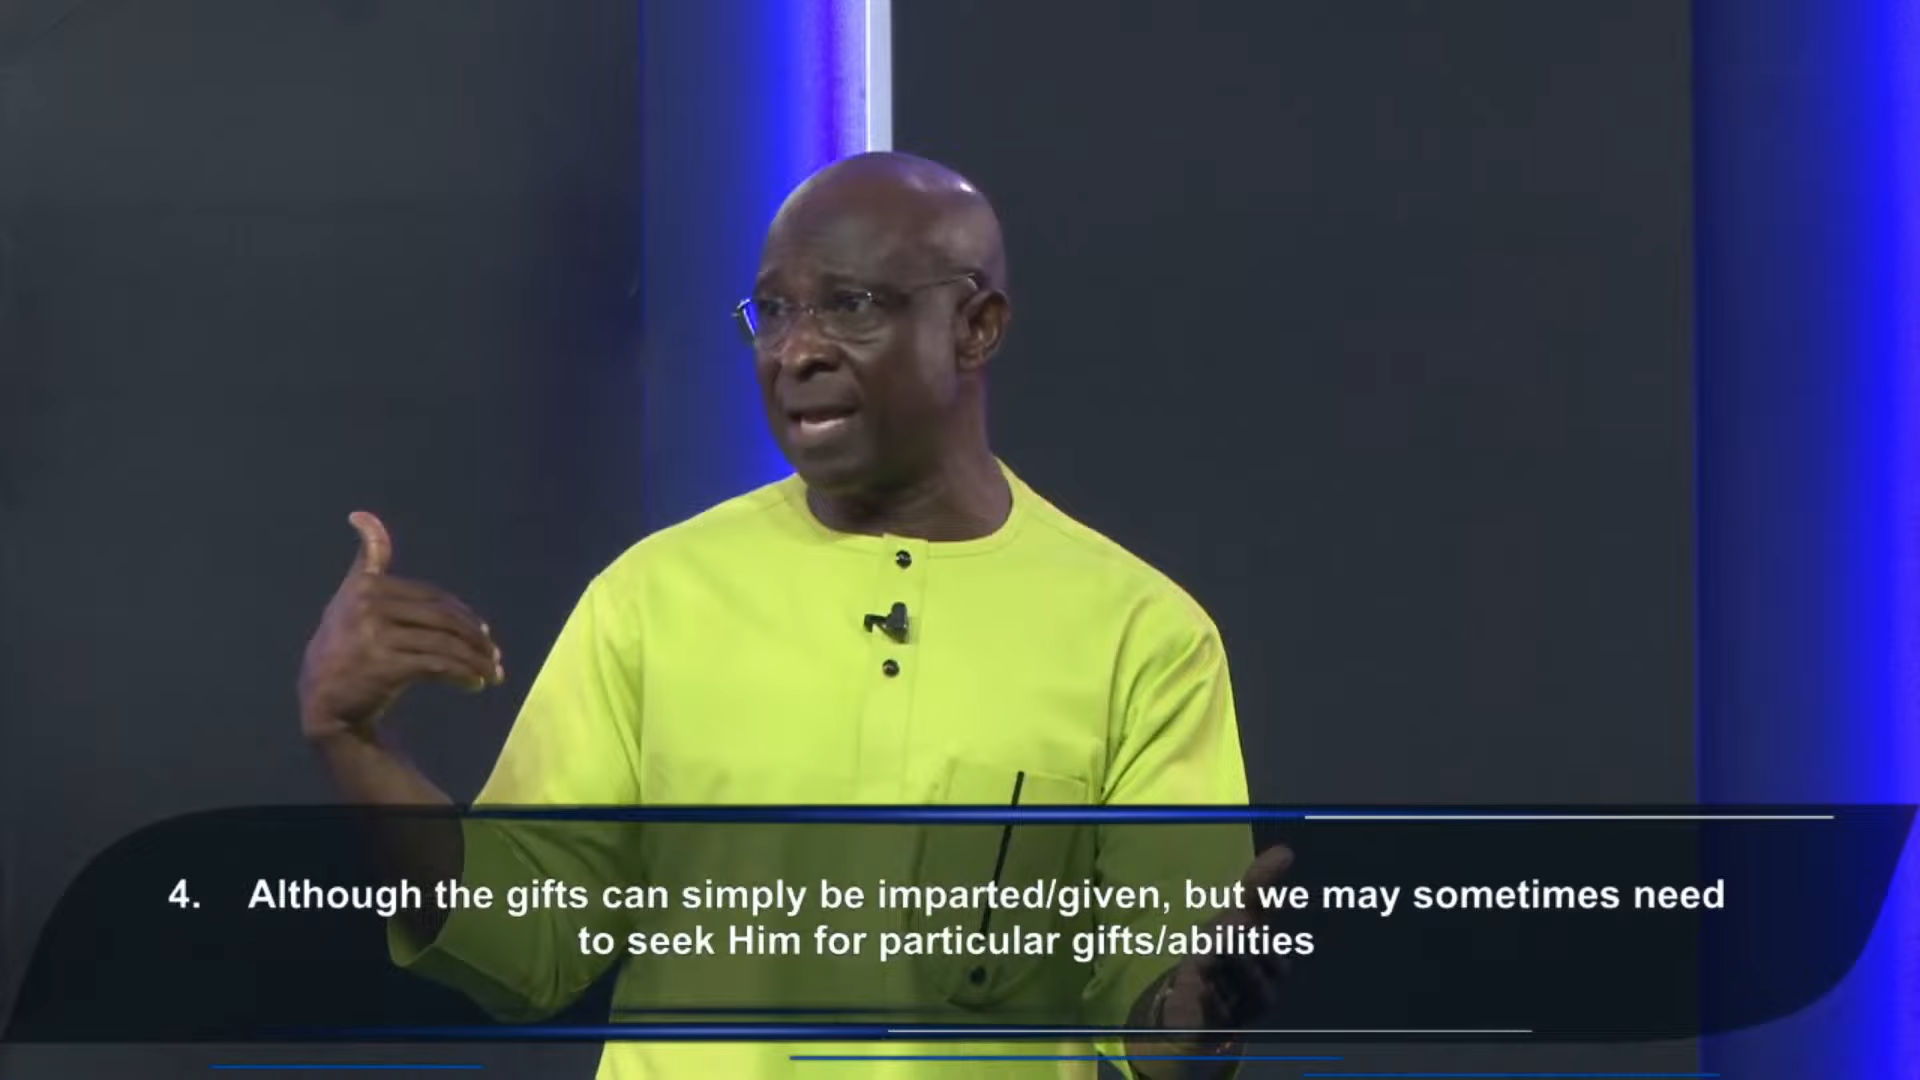 4. Although the gifts can simply be imparted/given, but we may sometimes need
to seek Him for particular gifts/abilities